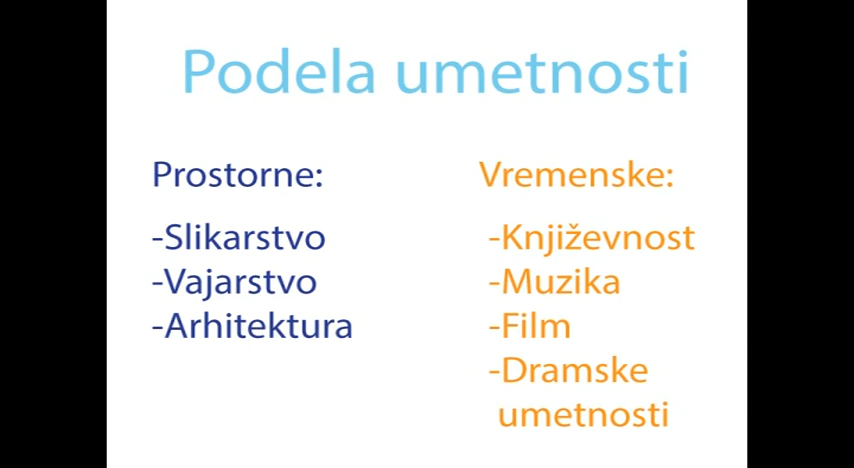 Podela umetnosti
Prostorne:
-Slikarstvo
-Vajarstvo
-Arhitektura
Vremenske:
-Književnost
-Muzika
-Film
-Dramske
umetnosti